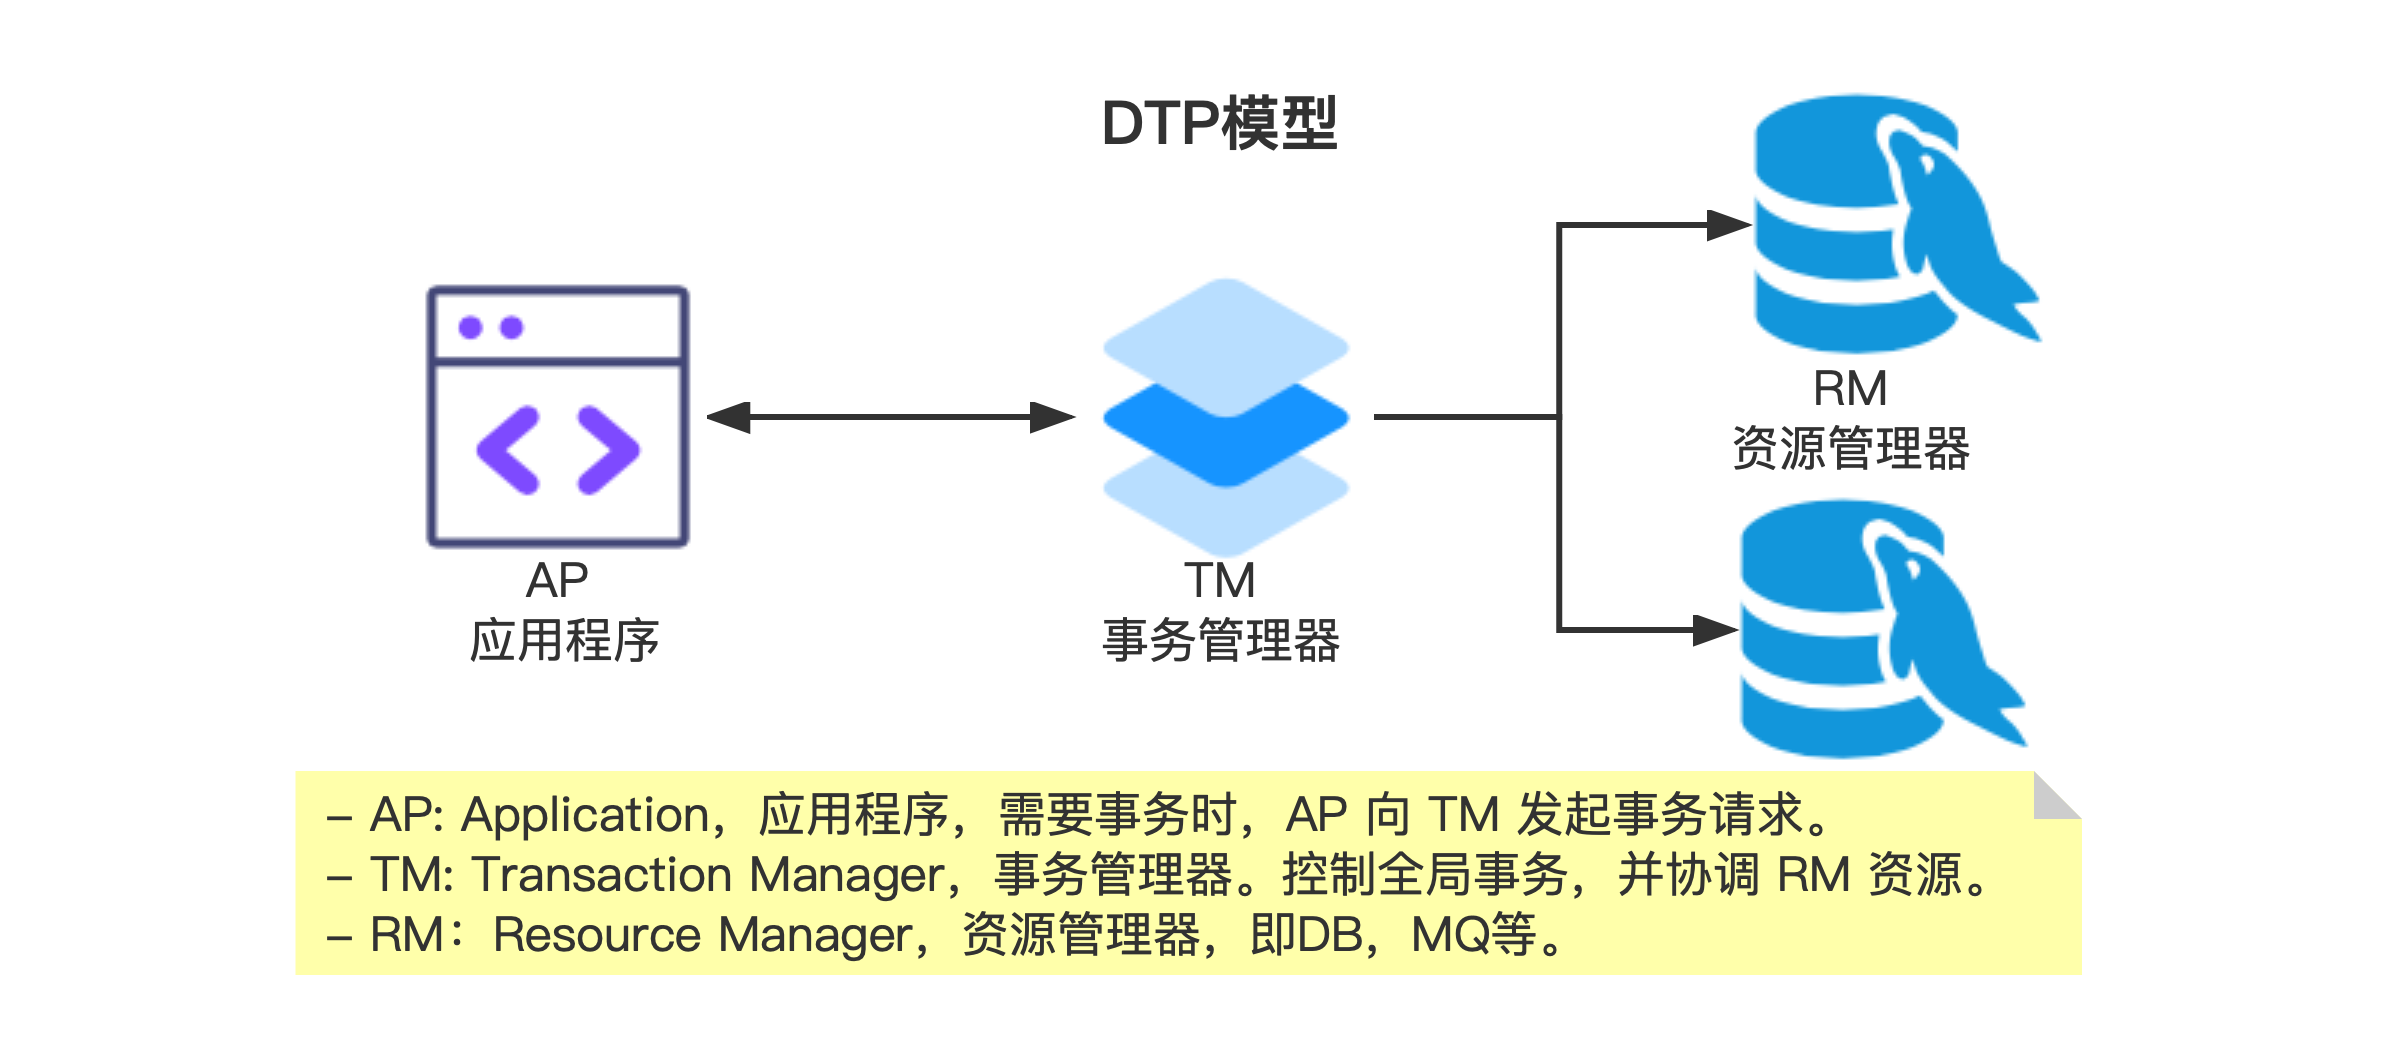 DTP模型
AP
应用程序
TM
事务管理器
RM
资源管理器
– AP: Application，应用程序，需要事务时，AP 向 TM 发起事务请求。
– TM: Transaction Manager，事务管理器。控制全局事务，并协调 RM 资源。
– RM：Resource Manager，资源管理器，即DB，MQ等。